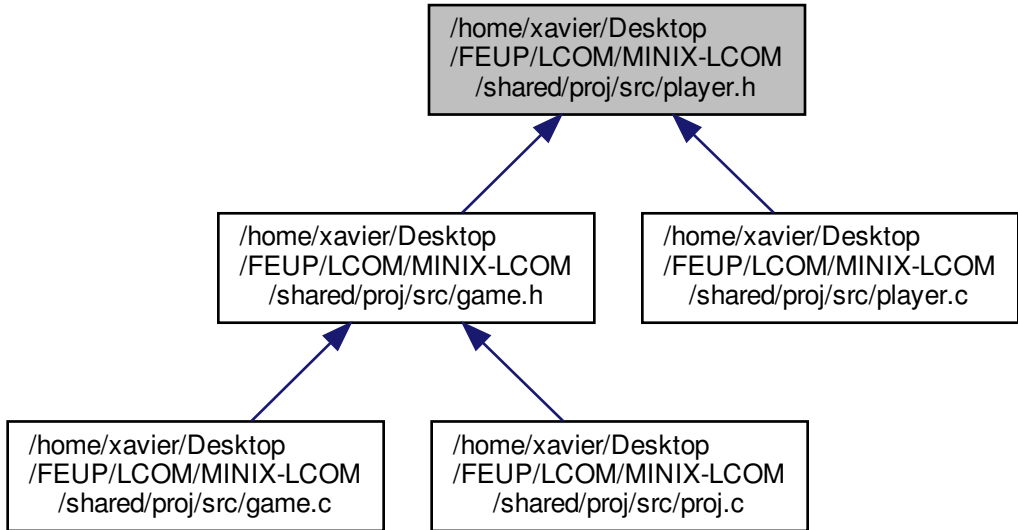 /home/xavier/Desktop
/FEUP/LCOM/MINIX-LCOM
/shared/proj/src/player.h
/home/xavier/Desktop
/FEUP/LCOM/MINIX-LCOM
/shared/proj/src/game.h
/home/xavier/Desktop
/FEUP/LCOM/MINIX-LCOM
/shared/proj/src/player.c
/home/xavier/Desktop
/FEUP/LCOM/MINIX-LCOM
/shared/proj/src/game.c
/home/xavier/Desktop
/FEUP/LCOM/MINIX-LCOM
/shared/proj/src/proj.c